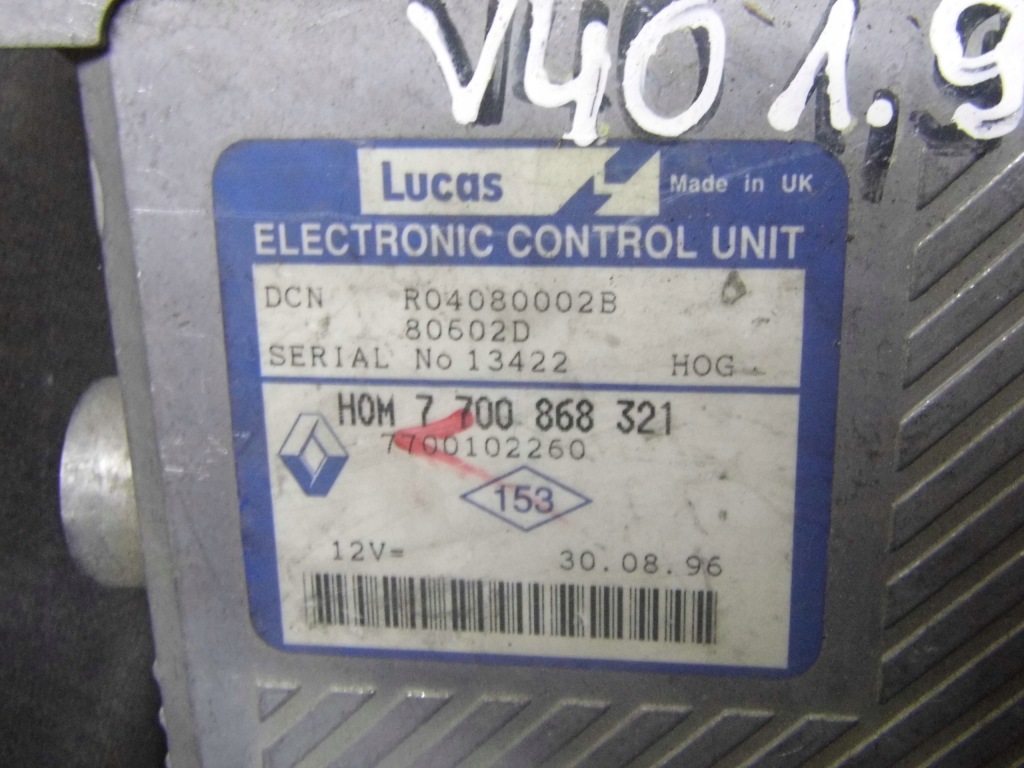 V40 1.9
Lucas Made in UK
ELECTRONIC CONTROL UNIT
DCN R04080002B
80602D
SERIAL No 13422 HOG
HOM 7 700 868 321
7700102260
153
12V=
30.08.96